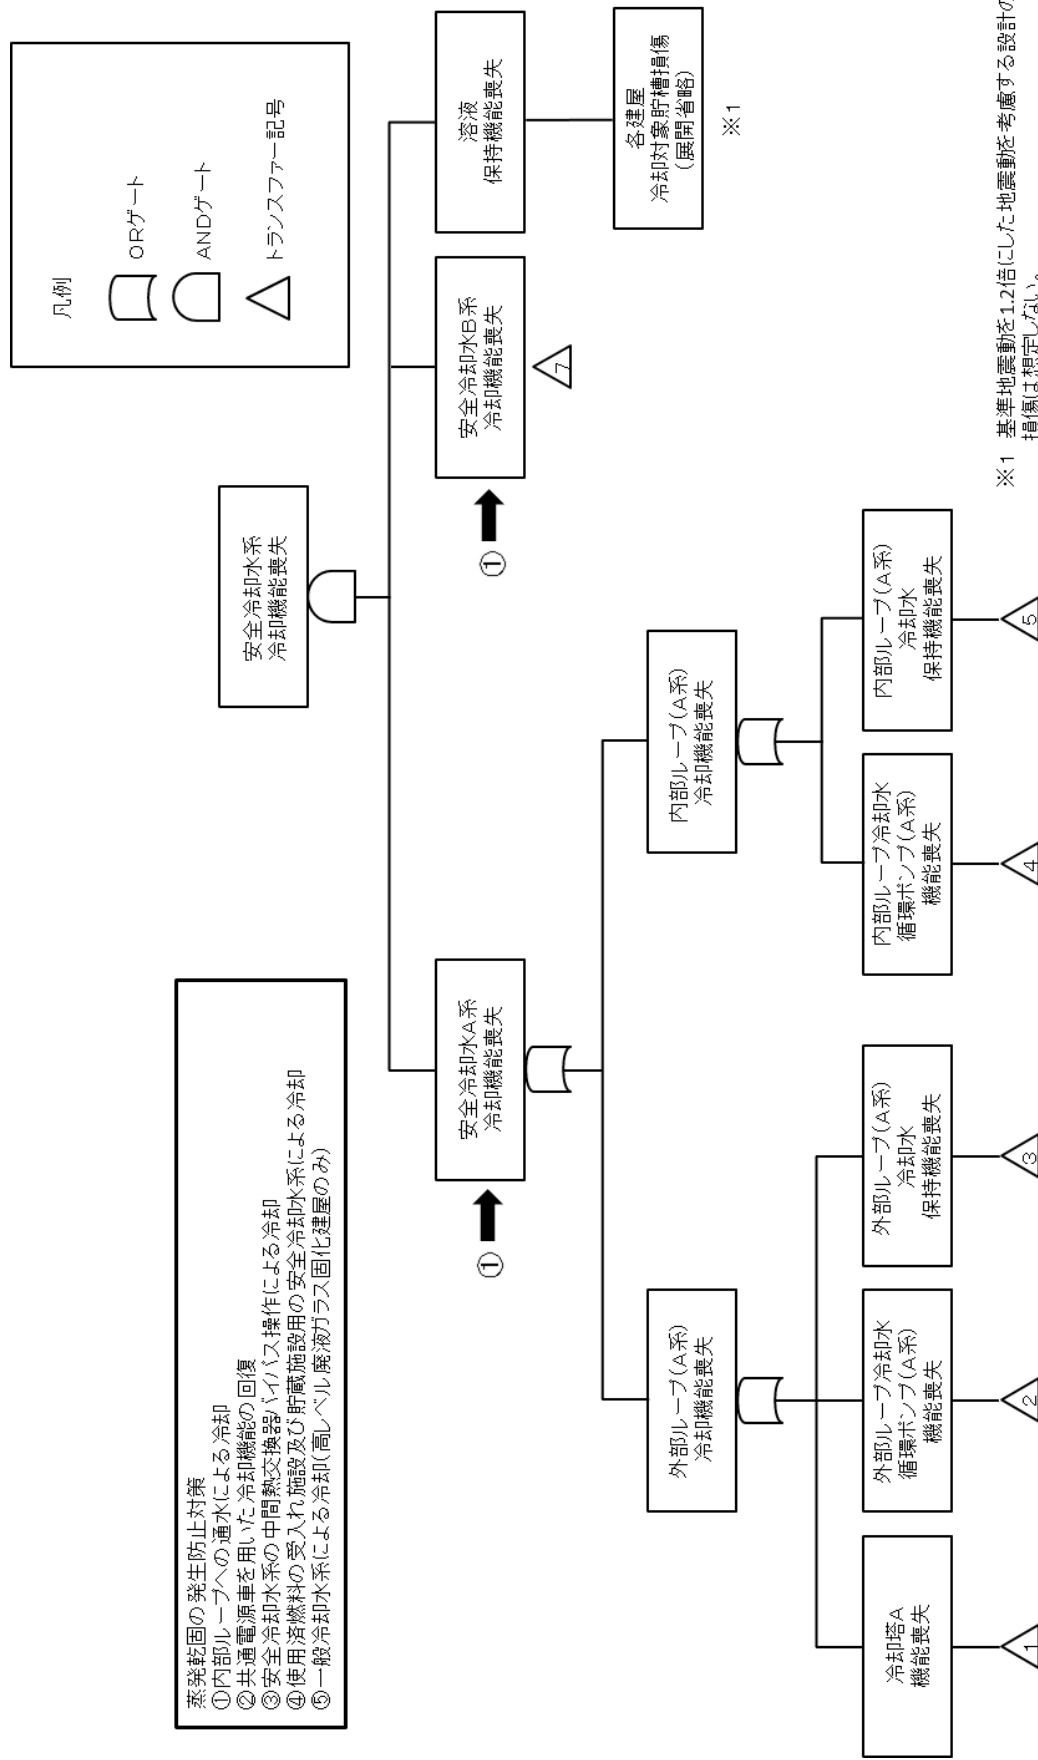 蒸発乾固の発生防止対策
①内部ループへの通水による冷却
②共通電源車を用いた冷却機能の回復
③安全冷却水系の中間熱交換器バイパス操作による冷却
④使用済燃料の受入れ施設及び貯蔵施設用の安全冷却水系による冷却
⑤一般冷却水系による冷却(高レベル廃液ガラス固化建屋のみ)
凡例
ORゲート
ANDゲート
トランスファー記号
安全冷却水系
冷却機能喪失
①
安全冷却水A系
冷却機能喪失
①
安全冷却水B系
冷却機能喪失
7
溶液
保持機能喪失
各建屋
冷却対象貯槽損傷
(展開省略)
※1
外部ループ(A系)
冷却機能喪失
内部ループ(A系)
冷却機能喪失
冷却塔A
機能喪失
1
外部ループ冷却水
循環ポンプ(A系)
機能喪失
2
外部ループ(A系)
冷却水
保持機能喪失
3
内部ループ冷却水
循環ポンプ(A系)
機能喪失
4
内部ループ(A系)
冷却水
保持機能喪失
5
※1 基準地震動を1.2倍にした地震動を考慮する設計の
損傷は想定しない。